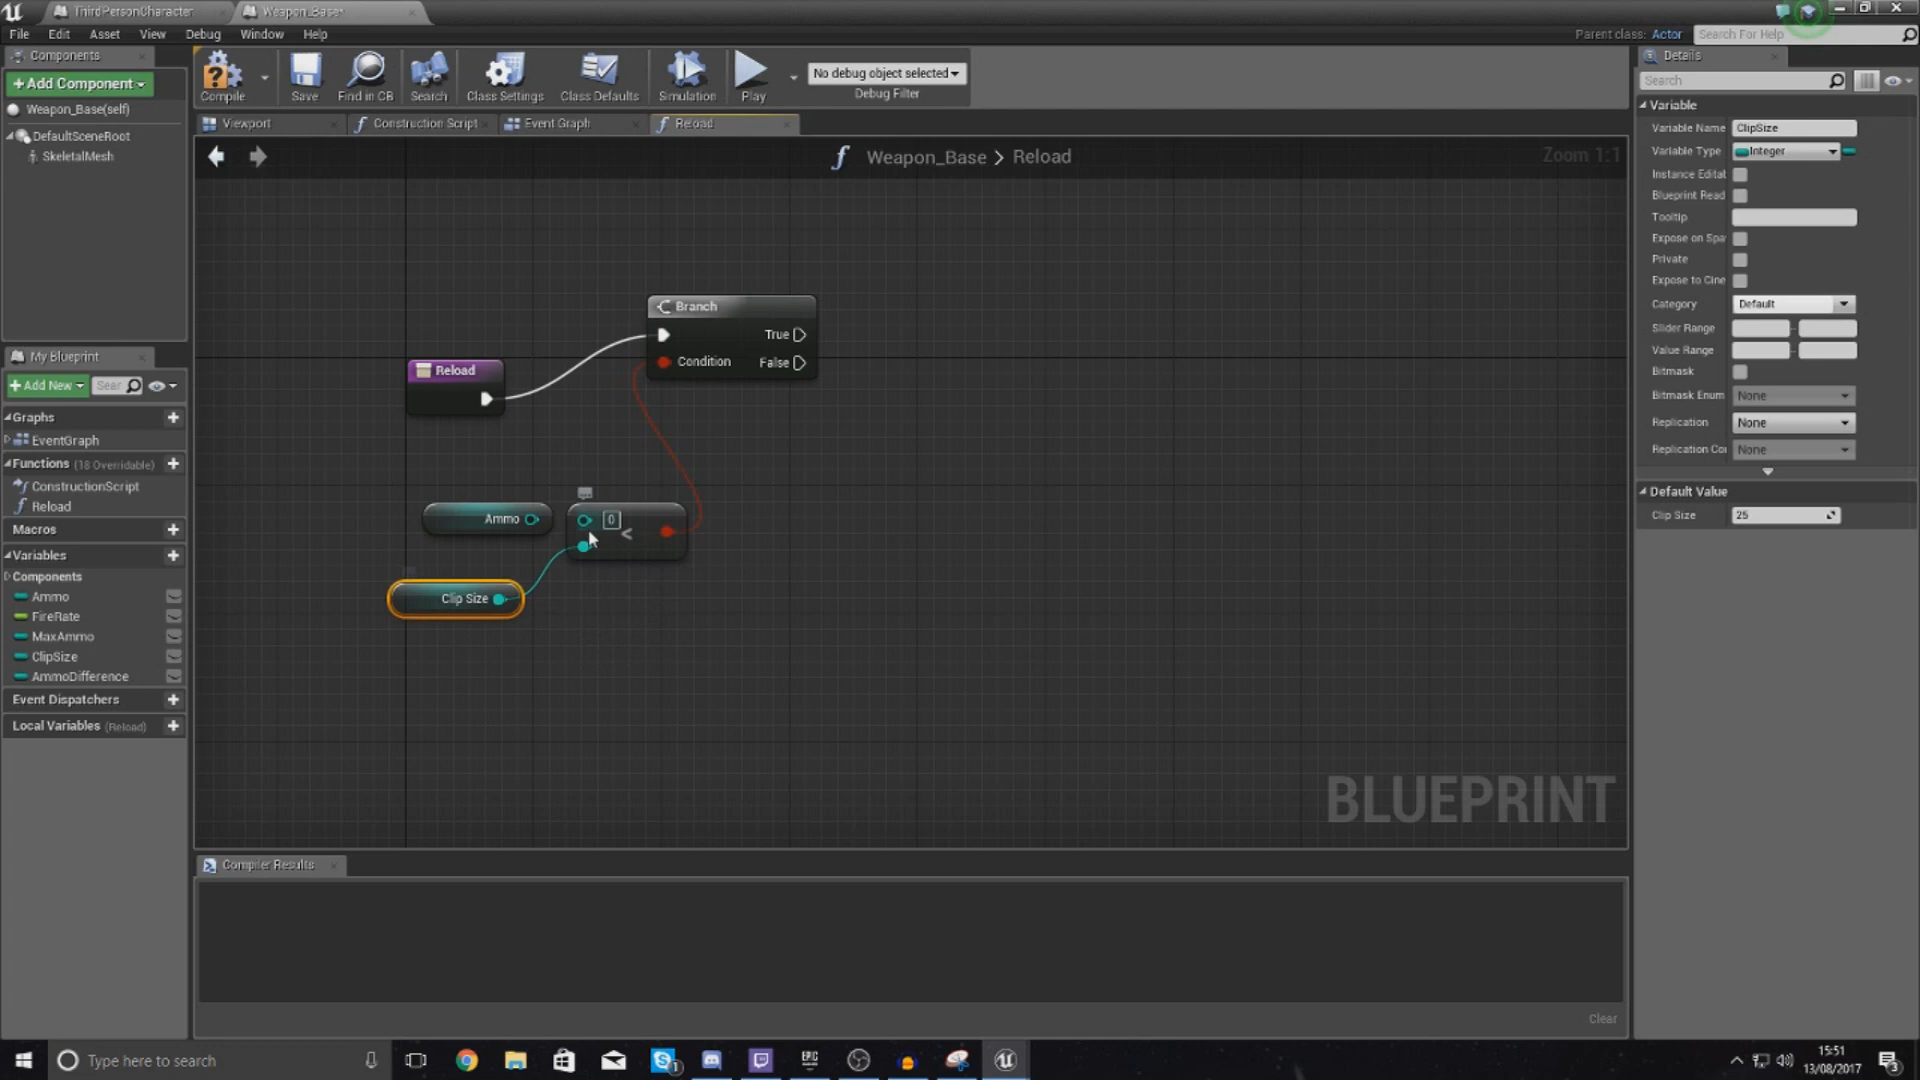 ThirdPersonCharacter
Weapon_Base*
File Edit Asset View Debug Window Help
Parent class: Actor
Search For Help
Components
+Add Component
Weapon_Base(self)
DefaultSceneRoot
SkeletalMesh
Compile
Save
Find in CB
Search
Class Settings
Class Defaults
Simulation
Play
No debug object selected
Debug Filter
Viewport
Construction Script
Event Graph
Reload
Weapon_Base > Reload
Zoom 1:1
Branch
True
Condition
False
Reload
Ammo
0
<
Clip Size
BLUEPRINT
My Blueprint
+Add New
Sear
Graphs
EventGraph
Functions (18 Overridable)
ConstructionScript
Reload
Macros
Variables
Components
Ammo
FireRate
MaxAmmo
ClipSize
AmmoDifference
Event Dispatchers
Local Variables (Reload)
Compiler Results
Clear
Details
Search
Variable
Variable Name ClipSize
Variable Type Integer
Instance Editat
Blueprint Read
Tooltip
Expose on Spa
Private
Expose to Cine
Category Default
Slider Range
Value Range
Bitmask
Bitmask Enum None
Replication None
Replication Coi None
Default Value
Clip Size 25
Type here to search
EPIC
1
15:51
13/08/2017
3